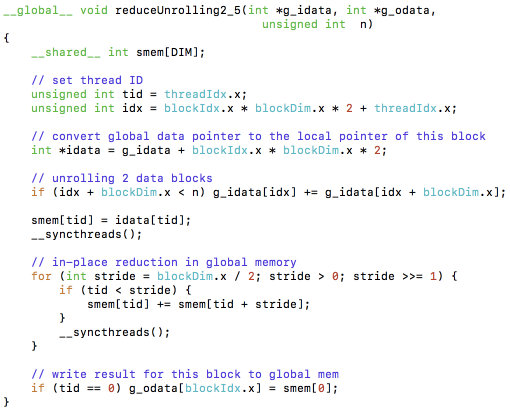 __global__ void reduceUnrolling2_5(int *g_idata, int *g_odata,
                                   unsigned int  n)
{
    __shared__ int smem[DIM];

    // set thread ID
    unsigned int tid = threadIdx.x;
    unsigned int idx = blockIdx.x * blockDim.x * 2 + threadIdx.x;

    // convert global data pointer to the local pointer of this block
    int *idata = g_idata + blockIdx.x * blockDim.x * 2;

    // unrolling 2 data blocks
    if (idx + blockDim.x < n) g_idata[idx] += g_idata[idx + blockDim.x];

    smem[tid] = idata[tid];
    __syncthreads();

    // in-place reduction in global memory
    for (int stride = blockDim.x / 2; stride > 0; stride >>= 1) {
        if (tid < stride) {
            smem[tid] += smem[tid + stride];
        }
        __syncthreads();
    }

    // write result for this block to global mem
    if (tid == 0) g_odata[blockIdx.x] = smem[0];
}